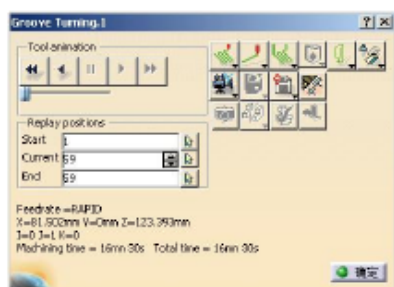 Groove Turning.1
Tool animation
Replay positions
Start 1
Current 59
End 59
Feedrate =RAPID
X=81.902mm Y=0mm Z=123.393mm
I=0 J=1 K=0
Machining time = 16mn 30s Total time = 16mn 30s
确定